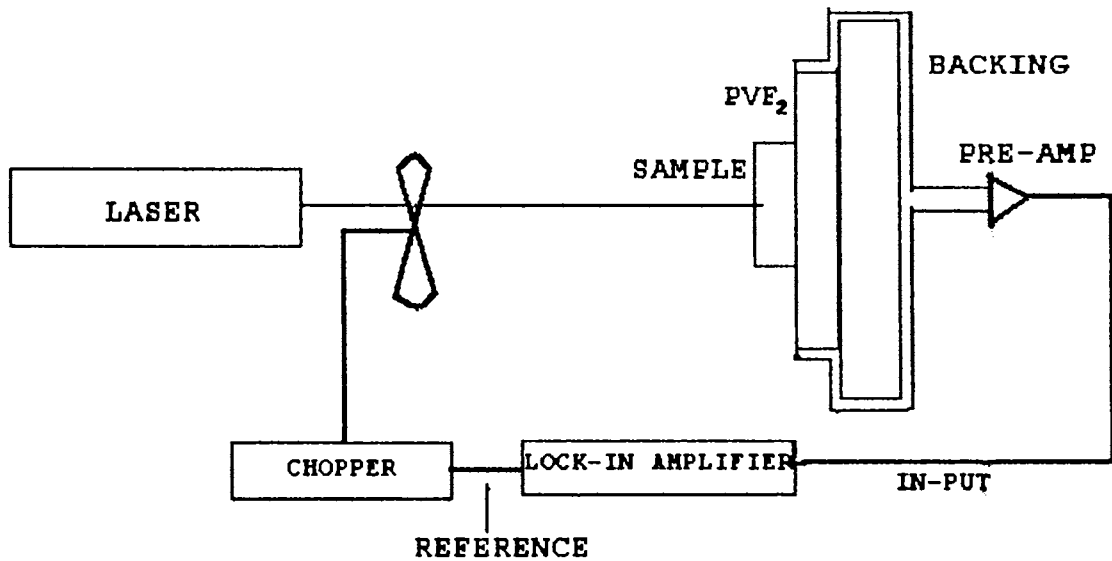 BACKING
PVF₂
PRE-AMP
SAMPLE
LASER
CHOPPER
LOCK-IN AMPLIFIER
IN-PUT
REFERENCE